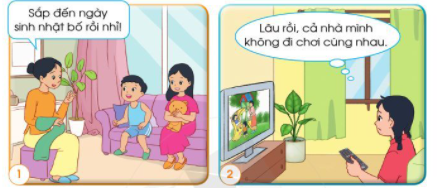 Sắp đến ngày
sinh nhật bố rồi nhỉ!
1
Lâu rồi, cả nhà mình
không đi chơi cùng nhau.
2